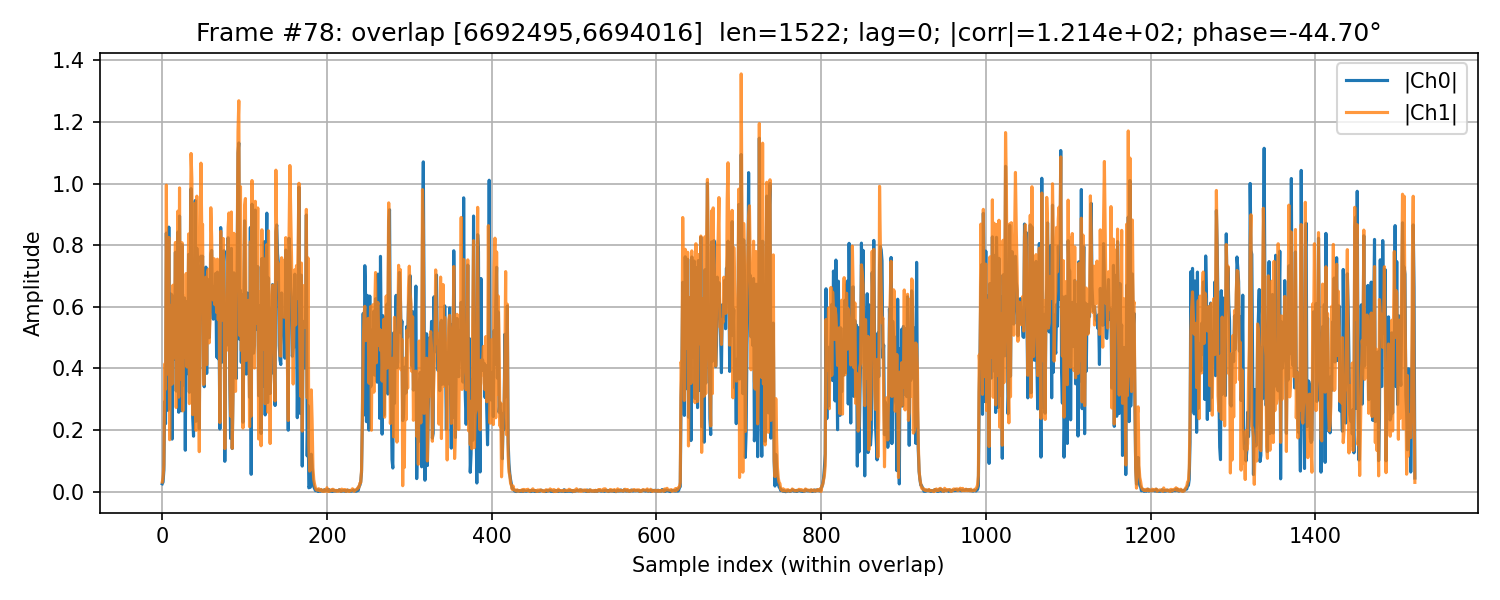 Frame #78: overlap [6692495,6694016]  len=1522; lag=0; |corr|=1.214e+02; phase=-44.70°
|Ch0|
|Ch1|
Amplitude
1.4
1.2
1.0
0.8
0.6
0.4
0.2
0.0
0 200 400 600 800 1000 1200 1400
Sample index (within overlap)